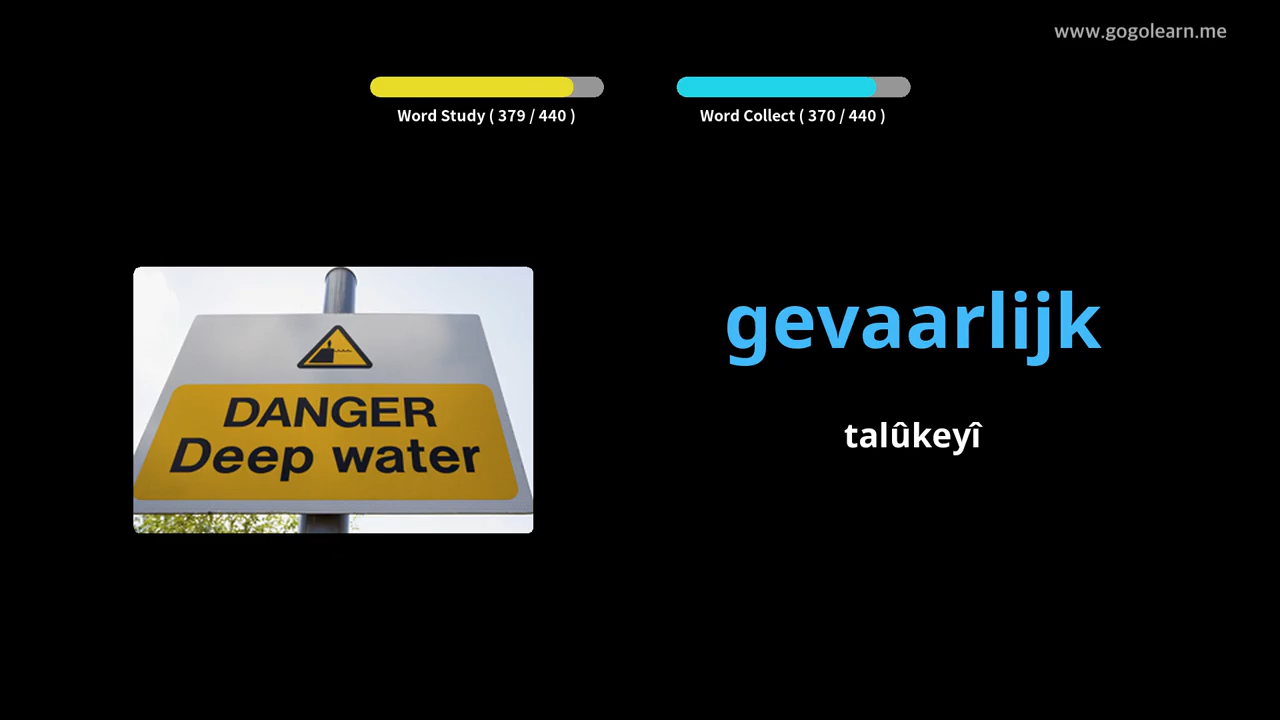 www.gogolearn.me
Word Study ( 379 / 440 )
Word Collect ( 370 / 440 )
DANGER
Deep water
gevaarlijk
talûkeyî